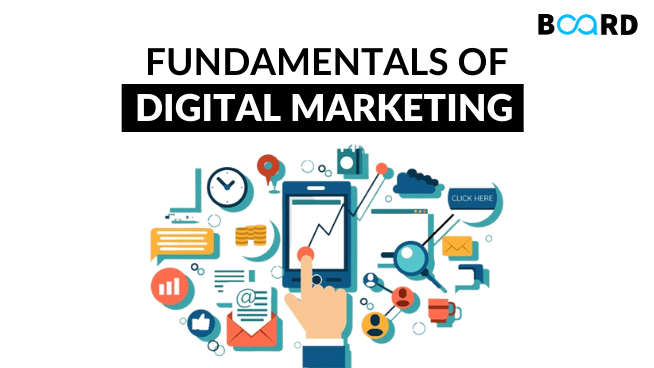 BOARD
FUNDAMENTALS OF
DIGITAL MARKETING
CLICK HERE
@